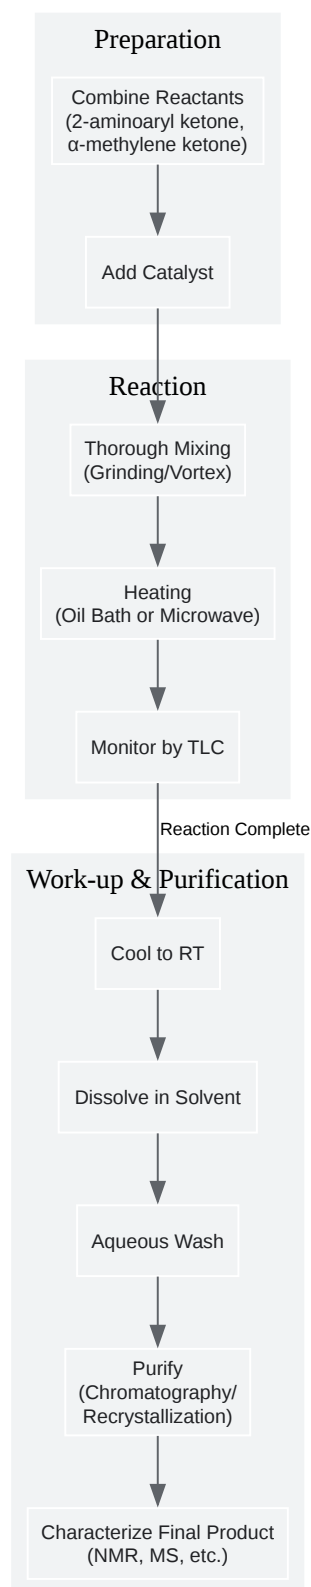 Preparation
Combine Reactants
(2-aminoaryl ketone,
α-methylene ketone)
Add Catalyst
Reaction
Thorough Mixing
(Grinding/Vortex)
Heating
(Oil Bath or Microwave)
Monitor by TLC
Reaction Complete
Work-up & Purification
Cool to RT
Dissolve in Solvent
Aqueous Wash
Purify
(Chromatography/
Recrystallization)
Characterize Final Product
(NMR, MS, etc.)